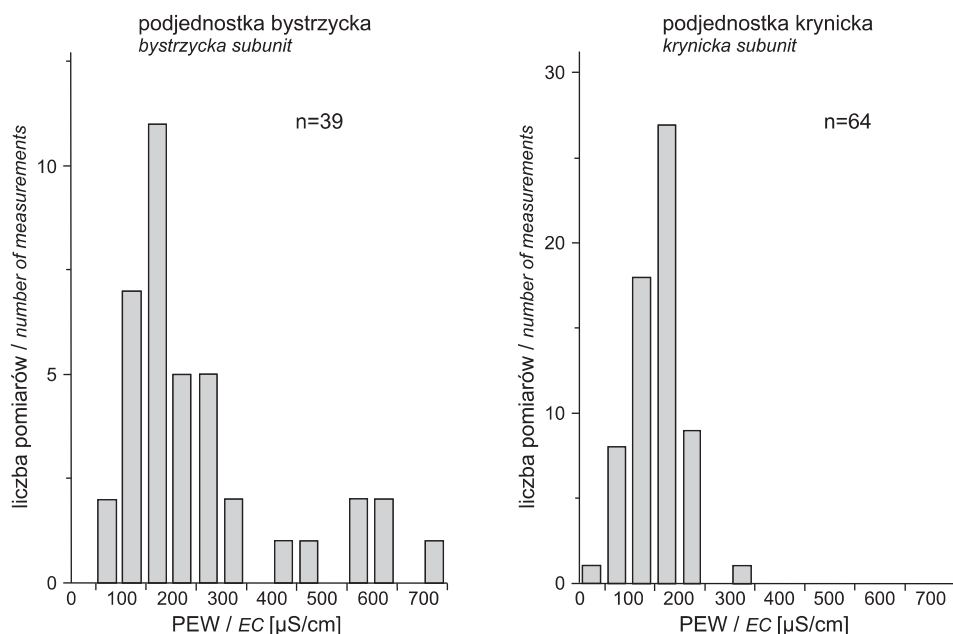 podjednostka bystrzycka
bystrzycka subunit
n=39
liczba pomiarów / number of measurements
10
5
0
0 100 200 300 400 500 600 700
PEW / EC [µS/cm]
podjednostka krynicka
krynicka subunit
n=64
liczba pomiarów / number of measurements
30
20
10
0
0 100 200 300 400 500 600 700
PEW / EC [µS/cm]